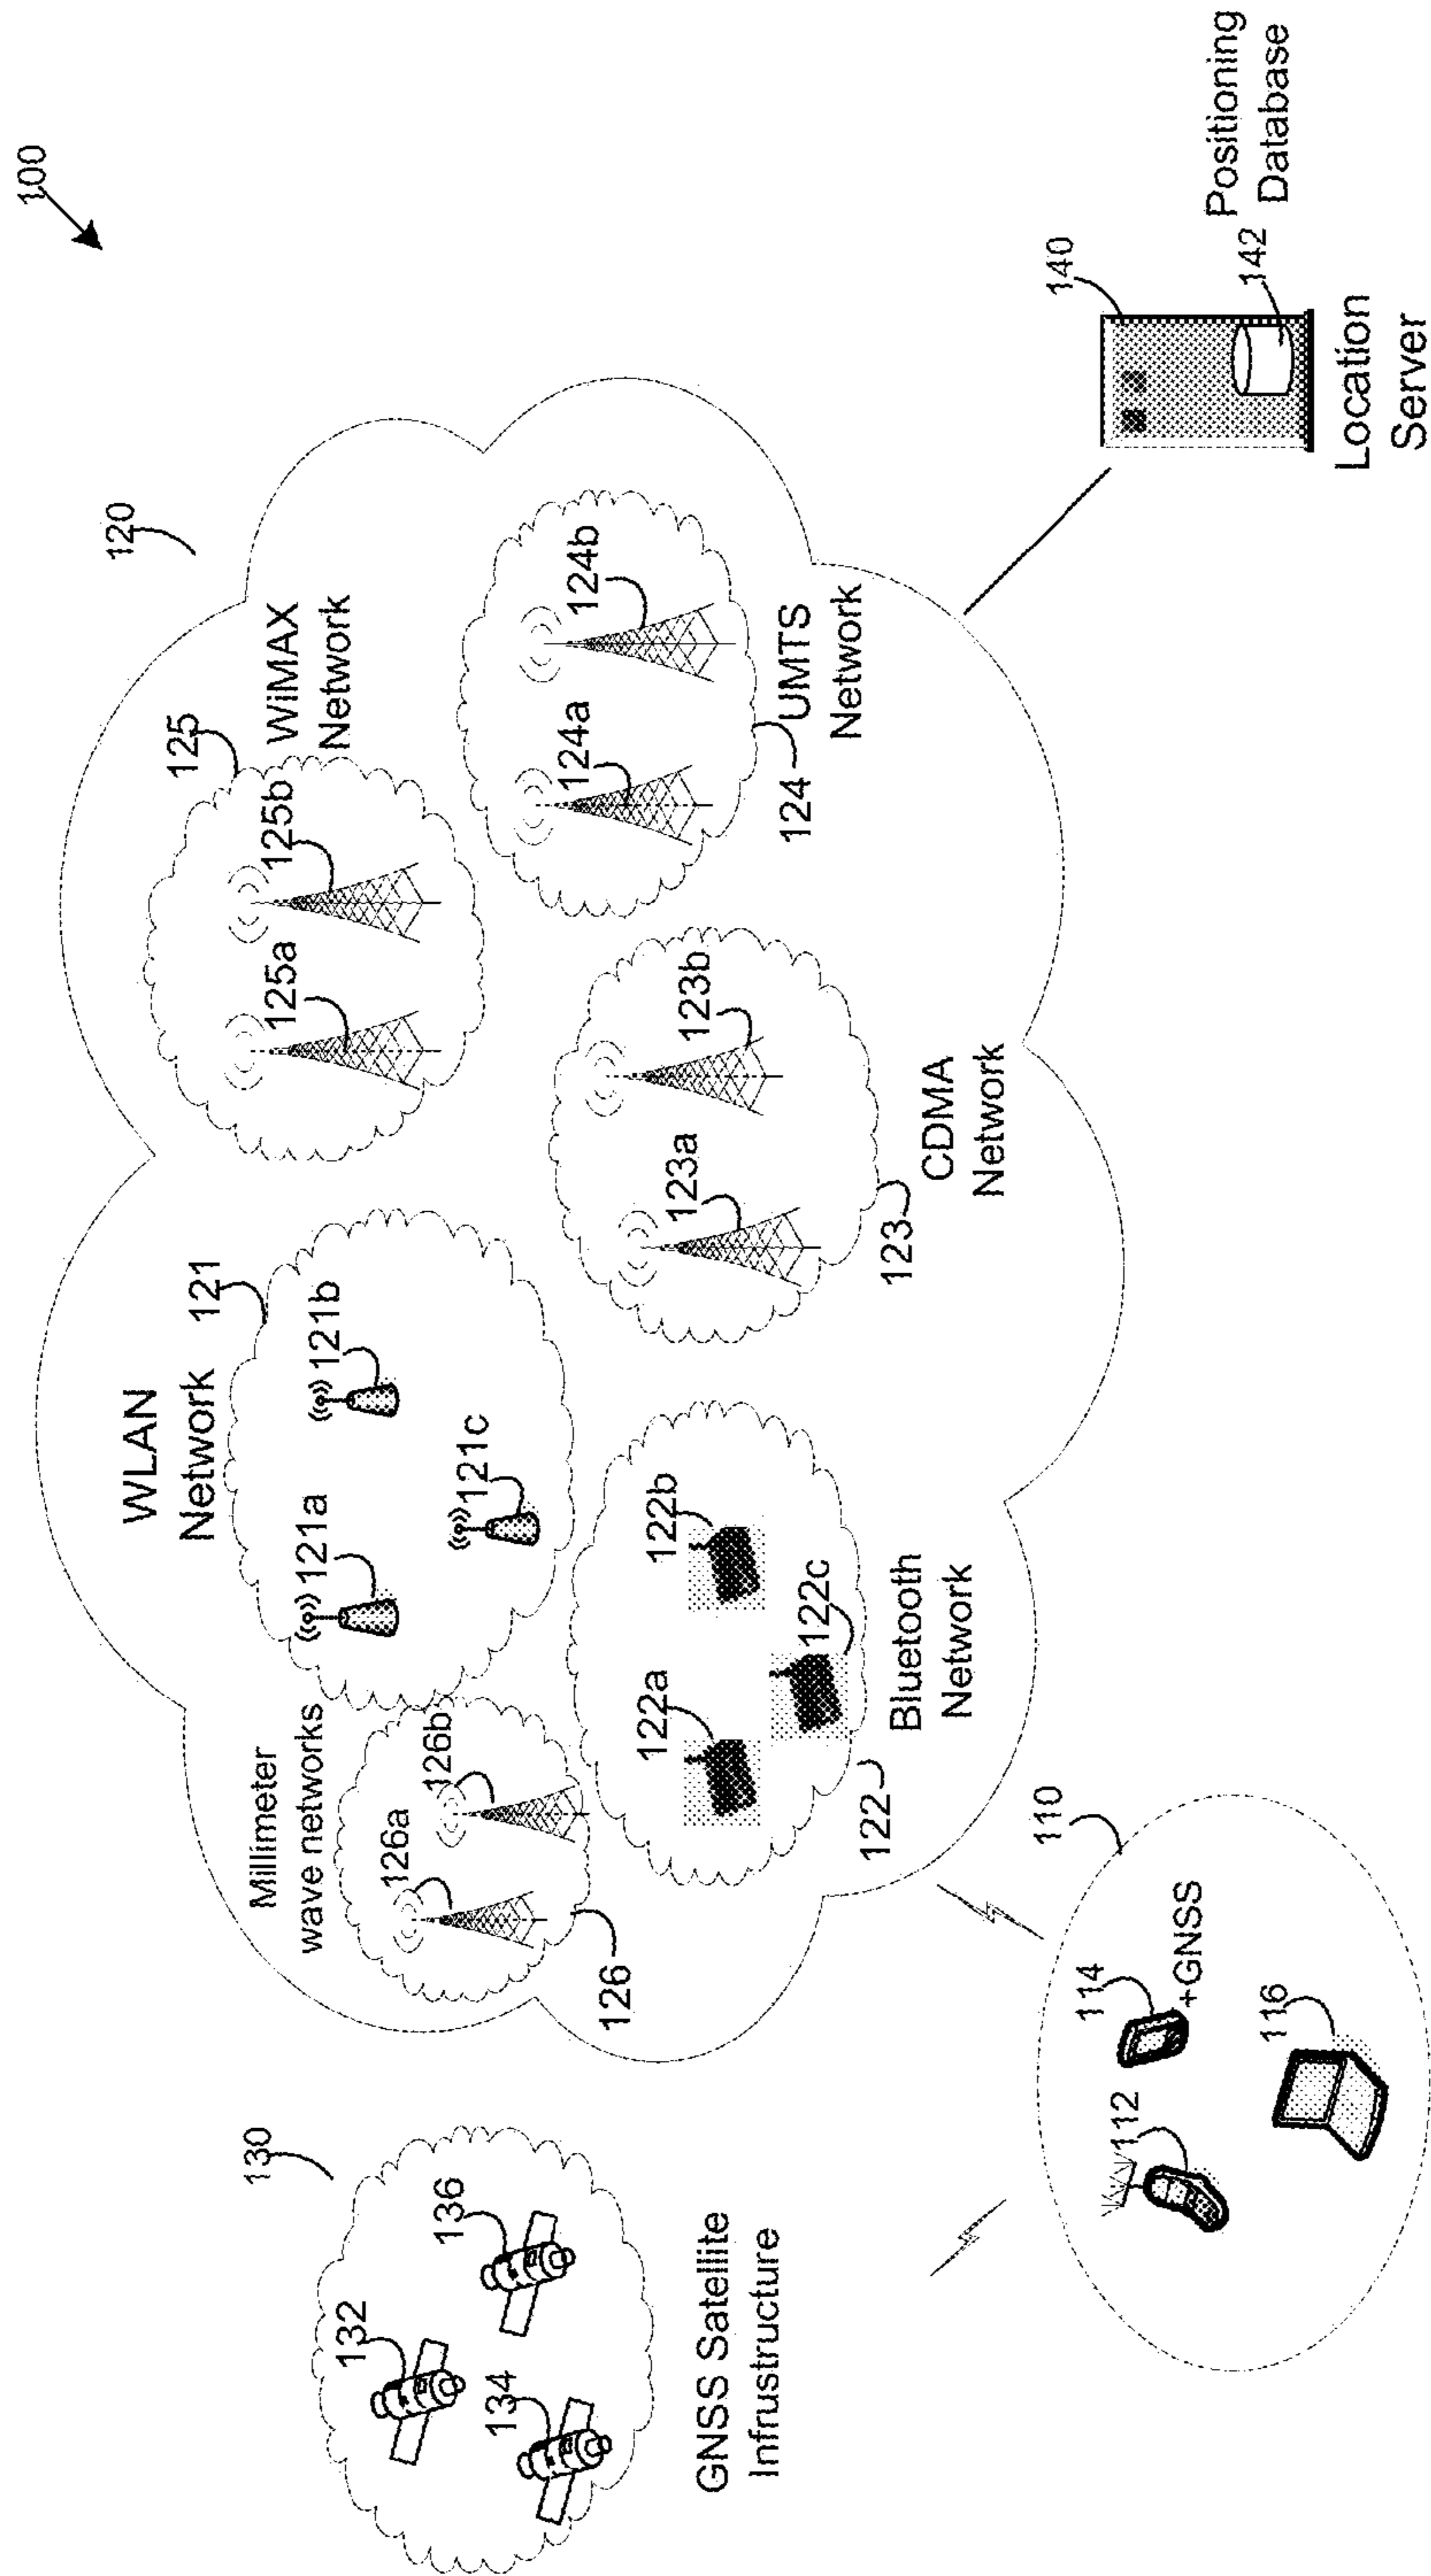 100
120
WLAN
Network
121
121a
121b
121c
WiMAX
Network
125
125a
125b
Millimeter
wave networks
126
126a
126b
130
132
134
136
GNSS Satellite
Infrustructure
122a
122b
122c
122
Bluetooth
Network
123a
123b
123
CDMA
Network
124a
124b
124
UMTS
Network
110
112
114
+GNSS
116
140
142
Positioning
Database
Location
Server